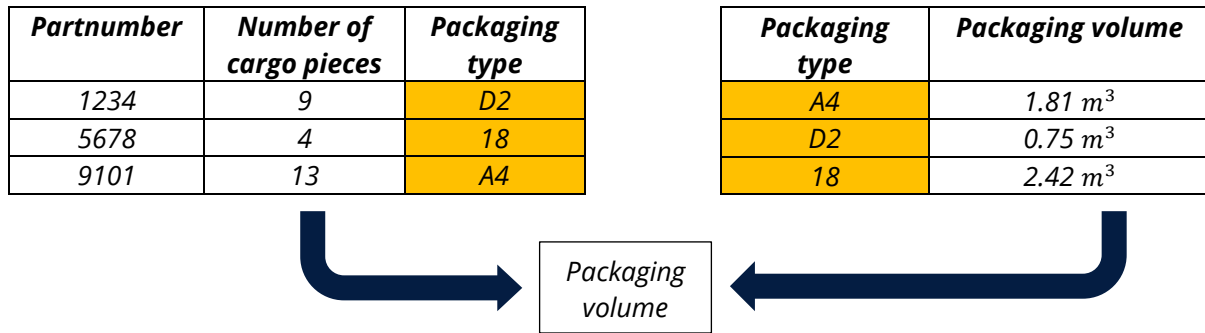 Partnumber Number of cargo pieces Packaging type
1234 9 D2
5678 4 18
9101 13 A4
Packaging type Packaging volume
A4 1.81 m³
D2 0.75 m³
18 2.42 m³
Packaging
volume